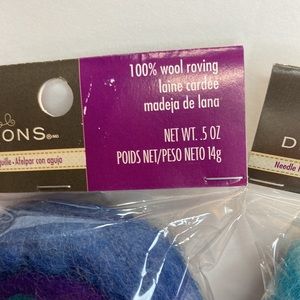 100% wool roving
laine cardée
madeja de lana
NET WT. .5 OZ
POIDS NET/PESO NETO 14g
IONS
Afelpar con aguja
D
Needle